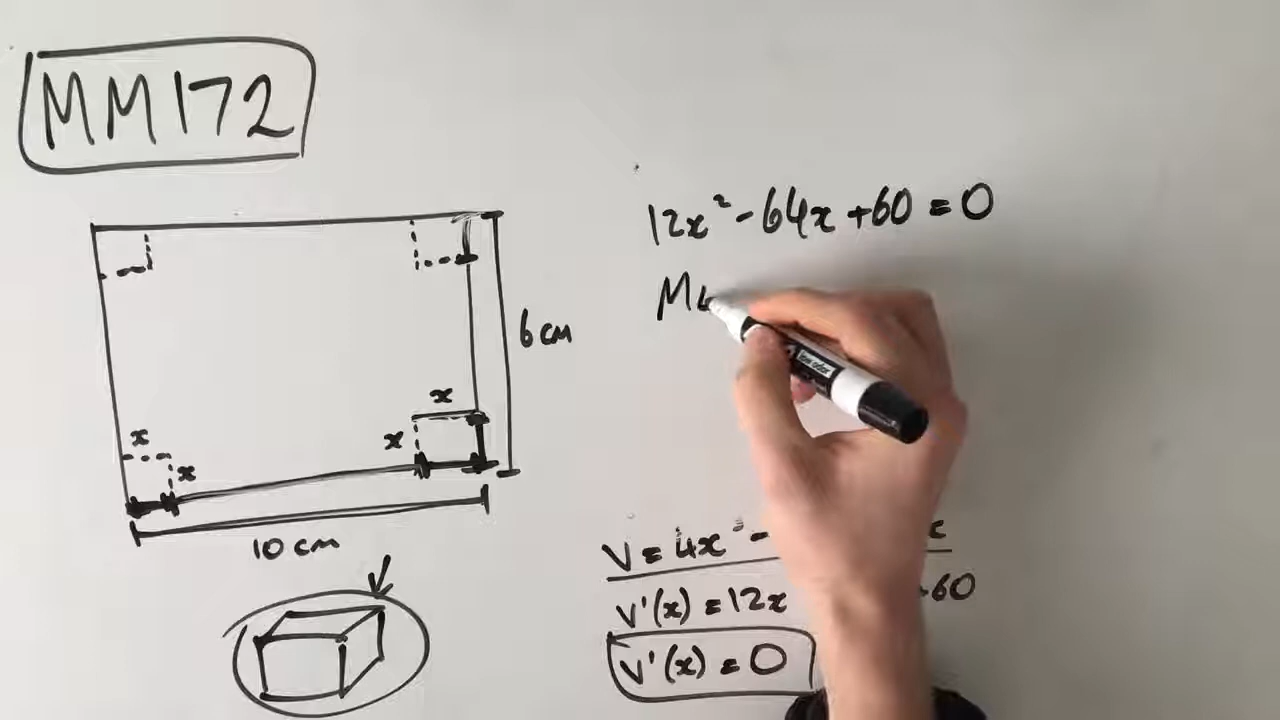 MM172
12x² - 64x + 60 = 0
6 cm
x
x
x
x
10 cm
V = 4x³ -
V'(x) = 12x
60
V'(x) = 0